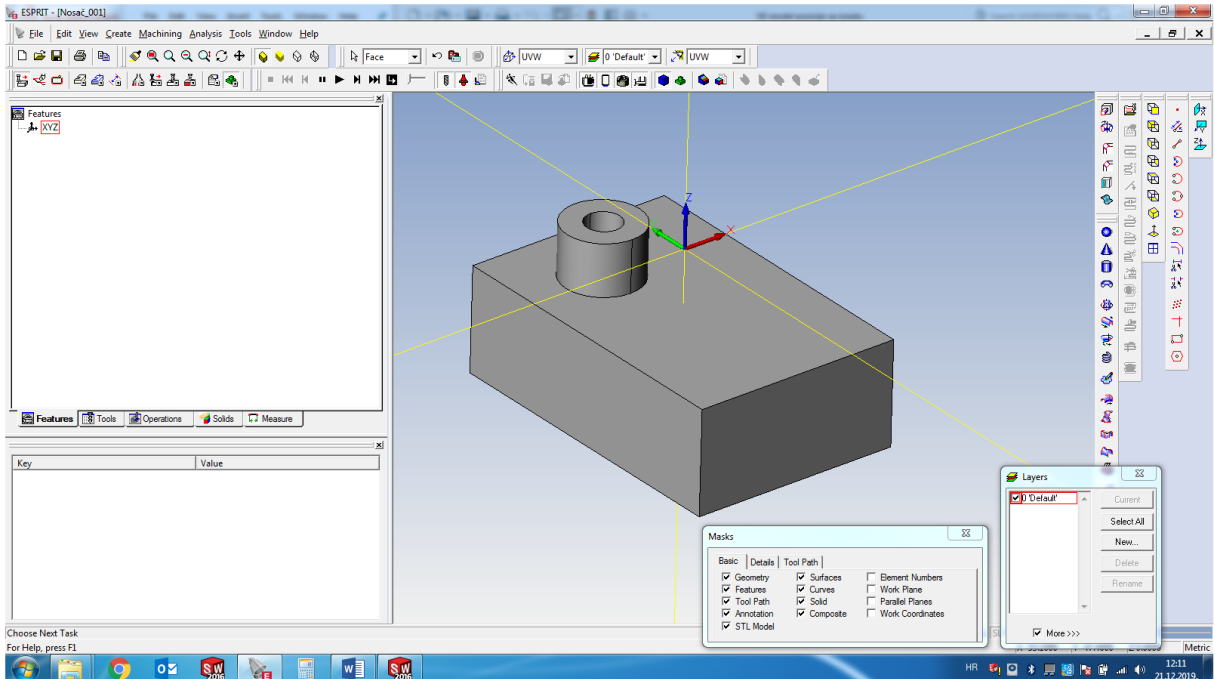 ESPRIT - [Nosač_001]
File Edit View Create Machining Analysis Tools Window Help
Face UVW 0 'Default' UVW
Features
XYZ
Z
X
Features Tools Operations Solids Measure
Key Value
Layers
0 'Default'
Current
Select All
New...
Delete
Rename
More >>>
Masks
Basic Details Tool Path
Geometry Surfaces Element Numbers
Features Curves Work Plane
Tool Path Solid Parallel Planes
Annotation Composite Work Coordinates
STL Model
Choose Next Task
For Help, press F1
Metric
HR 12:11
21.12.2019.